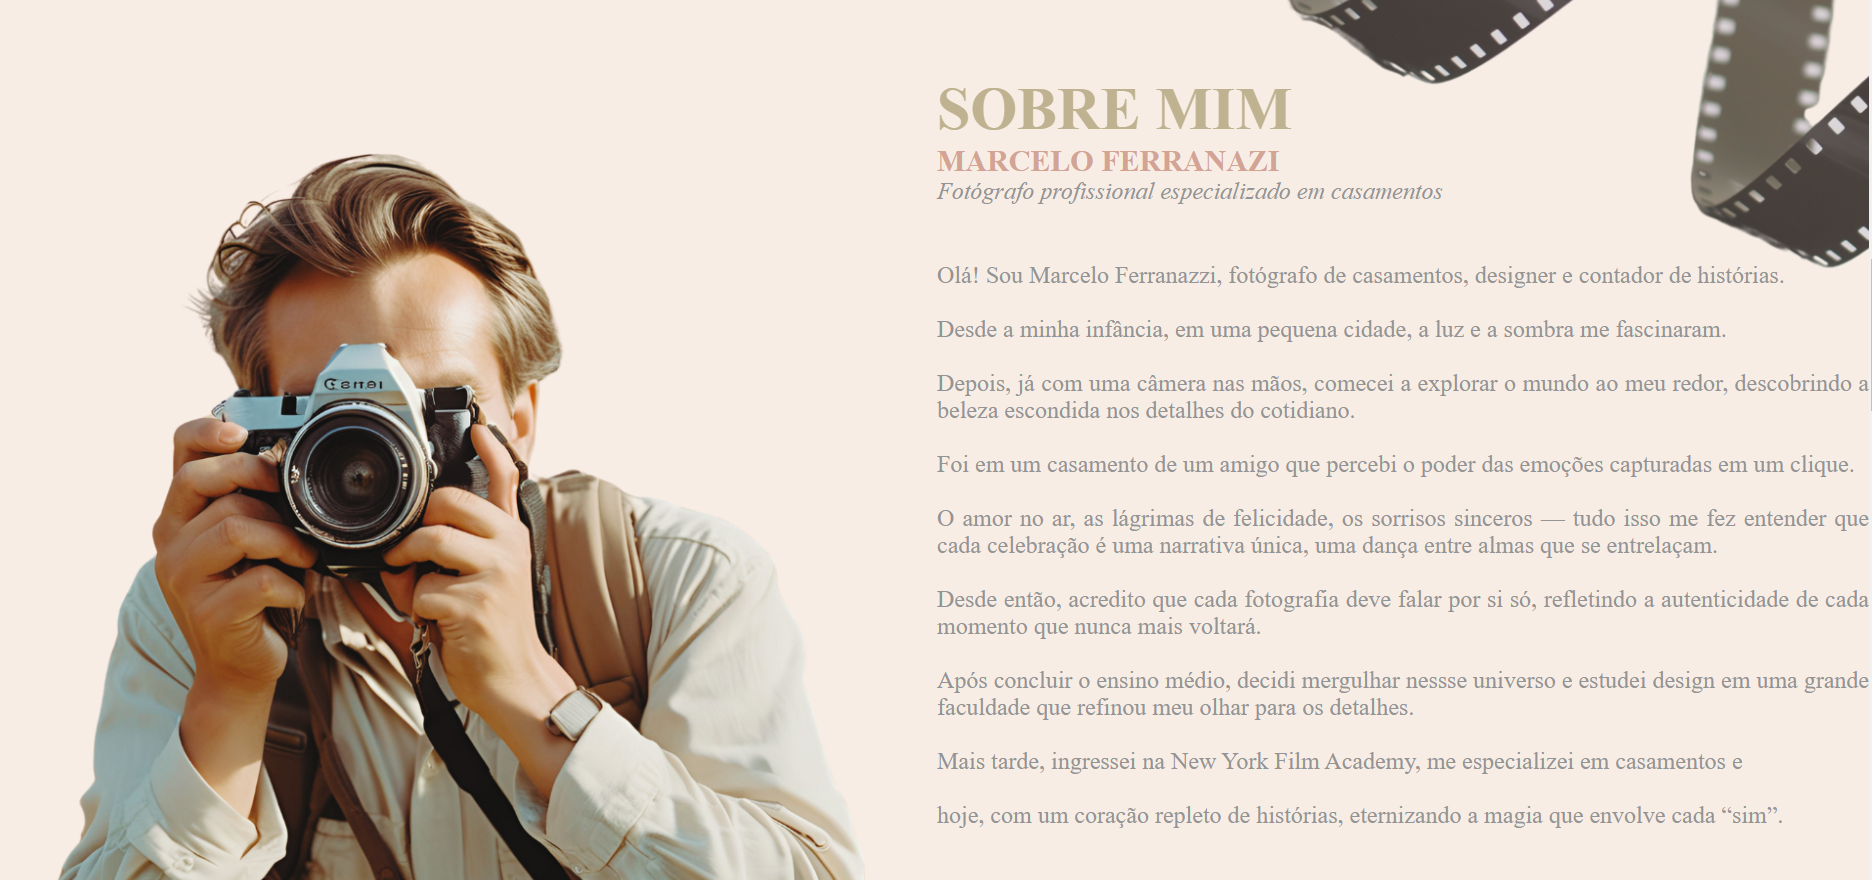 SOBRE MIM
MARCELO FERRANAZI
Fotógrafo profissional especializado em casamentos
Olá! Sou Marcelo Ferranazzi, fotógrafo de casamentos, designer e contador de histórias.
Desde a minha infância, em uma pequena cidade, a luz e a sombra me fascinaram.
Depois, já com uma câmera nas mãos, comecei a explorar o mundo ao meu redor, descobrindo a
beleza escondida nos detalhes do cotidiano.
Foi em um casamento de um amigo que percebi o poder das emoções capturadas em um clique.
O amor no ar, as lágrimas de felicidade, os sorrisos sinceros — tudo isso me fez entender que
cada celebração é uma narrativa única, uma dança entre almas que se entrelaçam.
Desde então, acredito que cada fotografia deve falar por si só, refletindo a autenticidade de cada
momento que nunca mais voltará.
Após concluir o ensino médio, decidi mergulhar nessse universo e estudei design em uma grande
faculdade que refinou meu olhar para os detalhes.
Mais tarde, ingressei na New York Film Academy, me especializei em casamentos e
hoje, com um coração repleto de histórias, eternizando a magia que envolve cada “sim”.